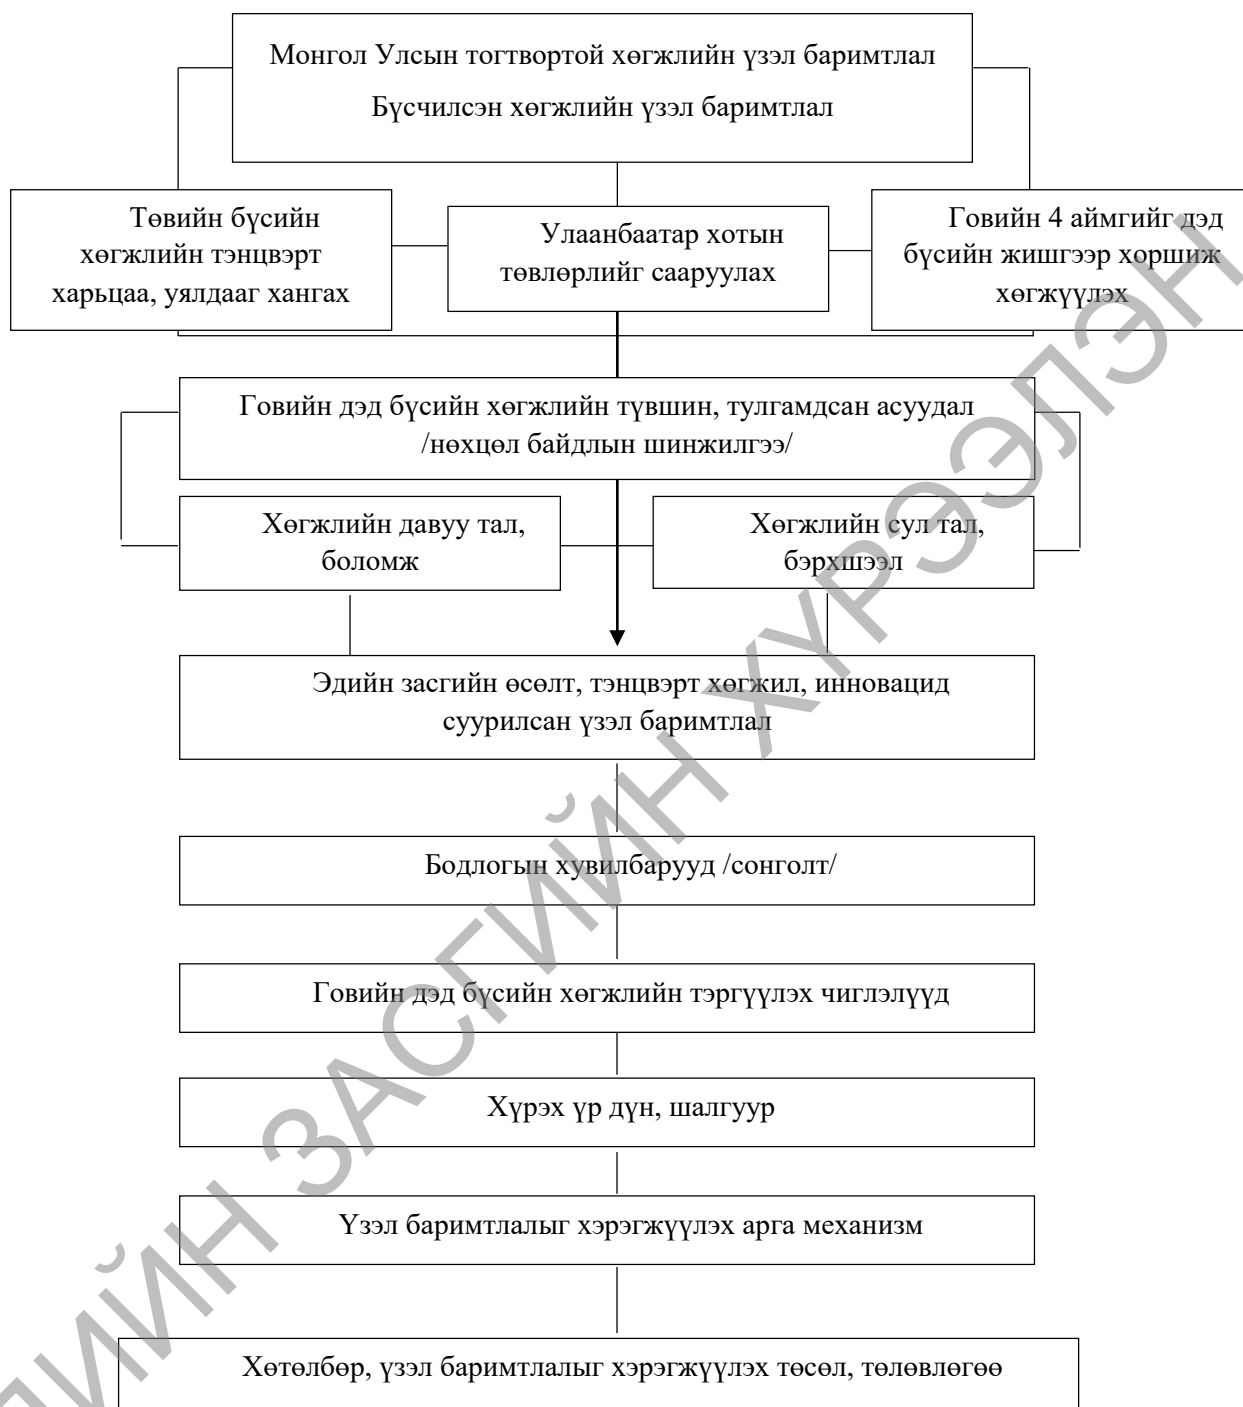 Монгол Улсын тогтвортой хөгжлийн үзэл баримтлал
Бүсчилсэн хөгжлийн үзэл баримтлал
Төвийн бүсийн
хөгжлийн тэнцвэрт
харьцаа, уялдааг хангах
Улаанбаатар хотын
төвлөрлийг сааруулах
Говийн 4 аймгийг дэд
бүсийн жишгээр хоршиж
хөгжүүлэх
Говийн дэд бүсийн хөгжлийн түвшин, тулгамдсан асуудал
/нөхцөл байдлын шинжилгээ/
Хөгжлийн давуу тал,
боломж
Хөгжлийн сул тал,
бэрхшээл
Эдийн засгийн өсөлт, тэнцвэрт хөгжил, инновацид
суурилсан үзэл баримтлал
Бодлогын хувилбарууд /сонголт/
Говийн дэд бүсийн хөгжлийн тэргүүлэх чиглэлүүд
Хүрэх үр дүн, шалгуур
Үзэл баримтлалыг хэрэгжүүлэх арга механизм
Хөтөлбөр, үзэл баримтлалыг хэрэгжүүлэх төсөл, төлөвлөгөө
ЗАСГИЙН ХҮРЭЭЛЭН